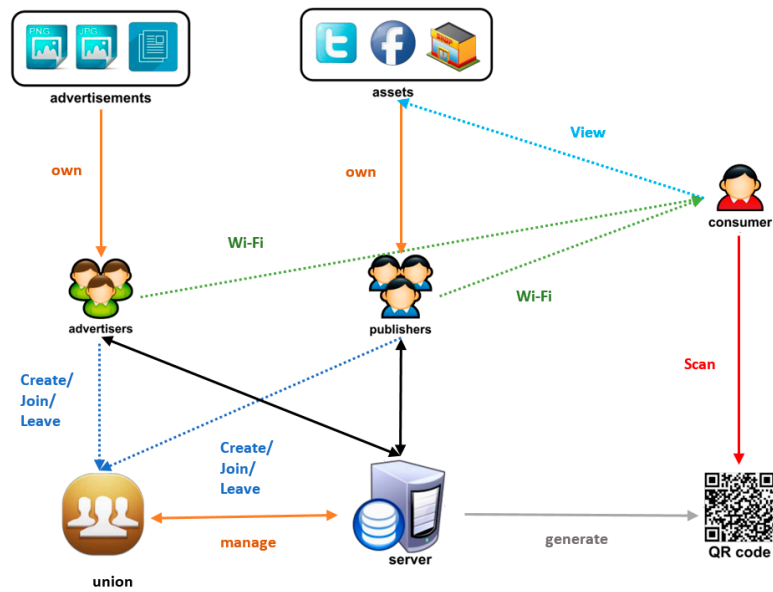 PNG
JPG
SHOP
advertisements
assets
View
own
own
consumer
Wi-Fi
Wi-Fi
advertisers
publishers
Scan
Create/
Join/
Leave
Create/
Join/
Leave
manage
generate
server
QR code
union